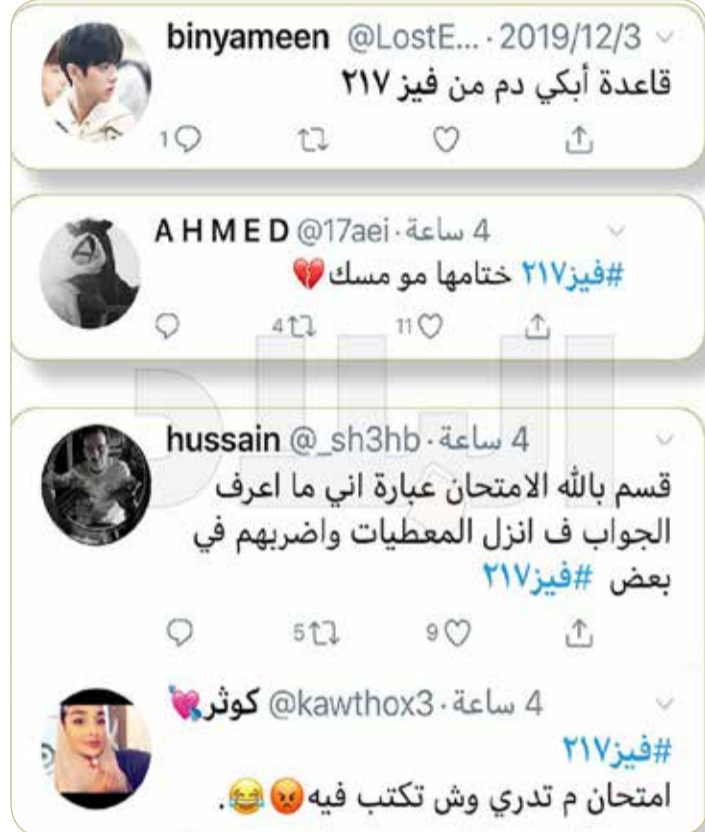 binyameen @LostE... · 2019/12/3
قاعدة أبكي دم من فيز ٢١٧
1
A H M E D @17aei · 4 ساعة
#فيز٢١٧ ختامها مو مسك💔
4 11
hussain @_sh3hb · 4 ساعة
قسم بالله الامتحان عبارة اني ما اعرف
الجواب ف انزل المعطيات واضربهم في
بعض #فيز٢١٧
5 9
كوثر💘 @kawthox3 · 4 ساعة
#فيز٢١٧
امتحان م تدري وش تكتب فيه😡😂.
البلاد